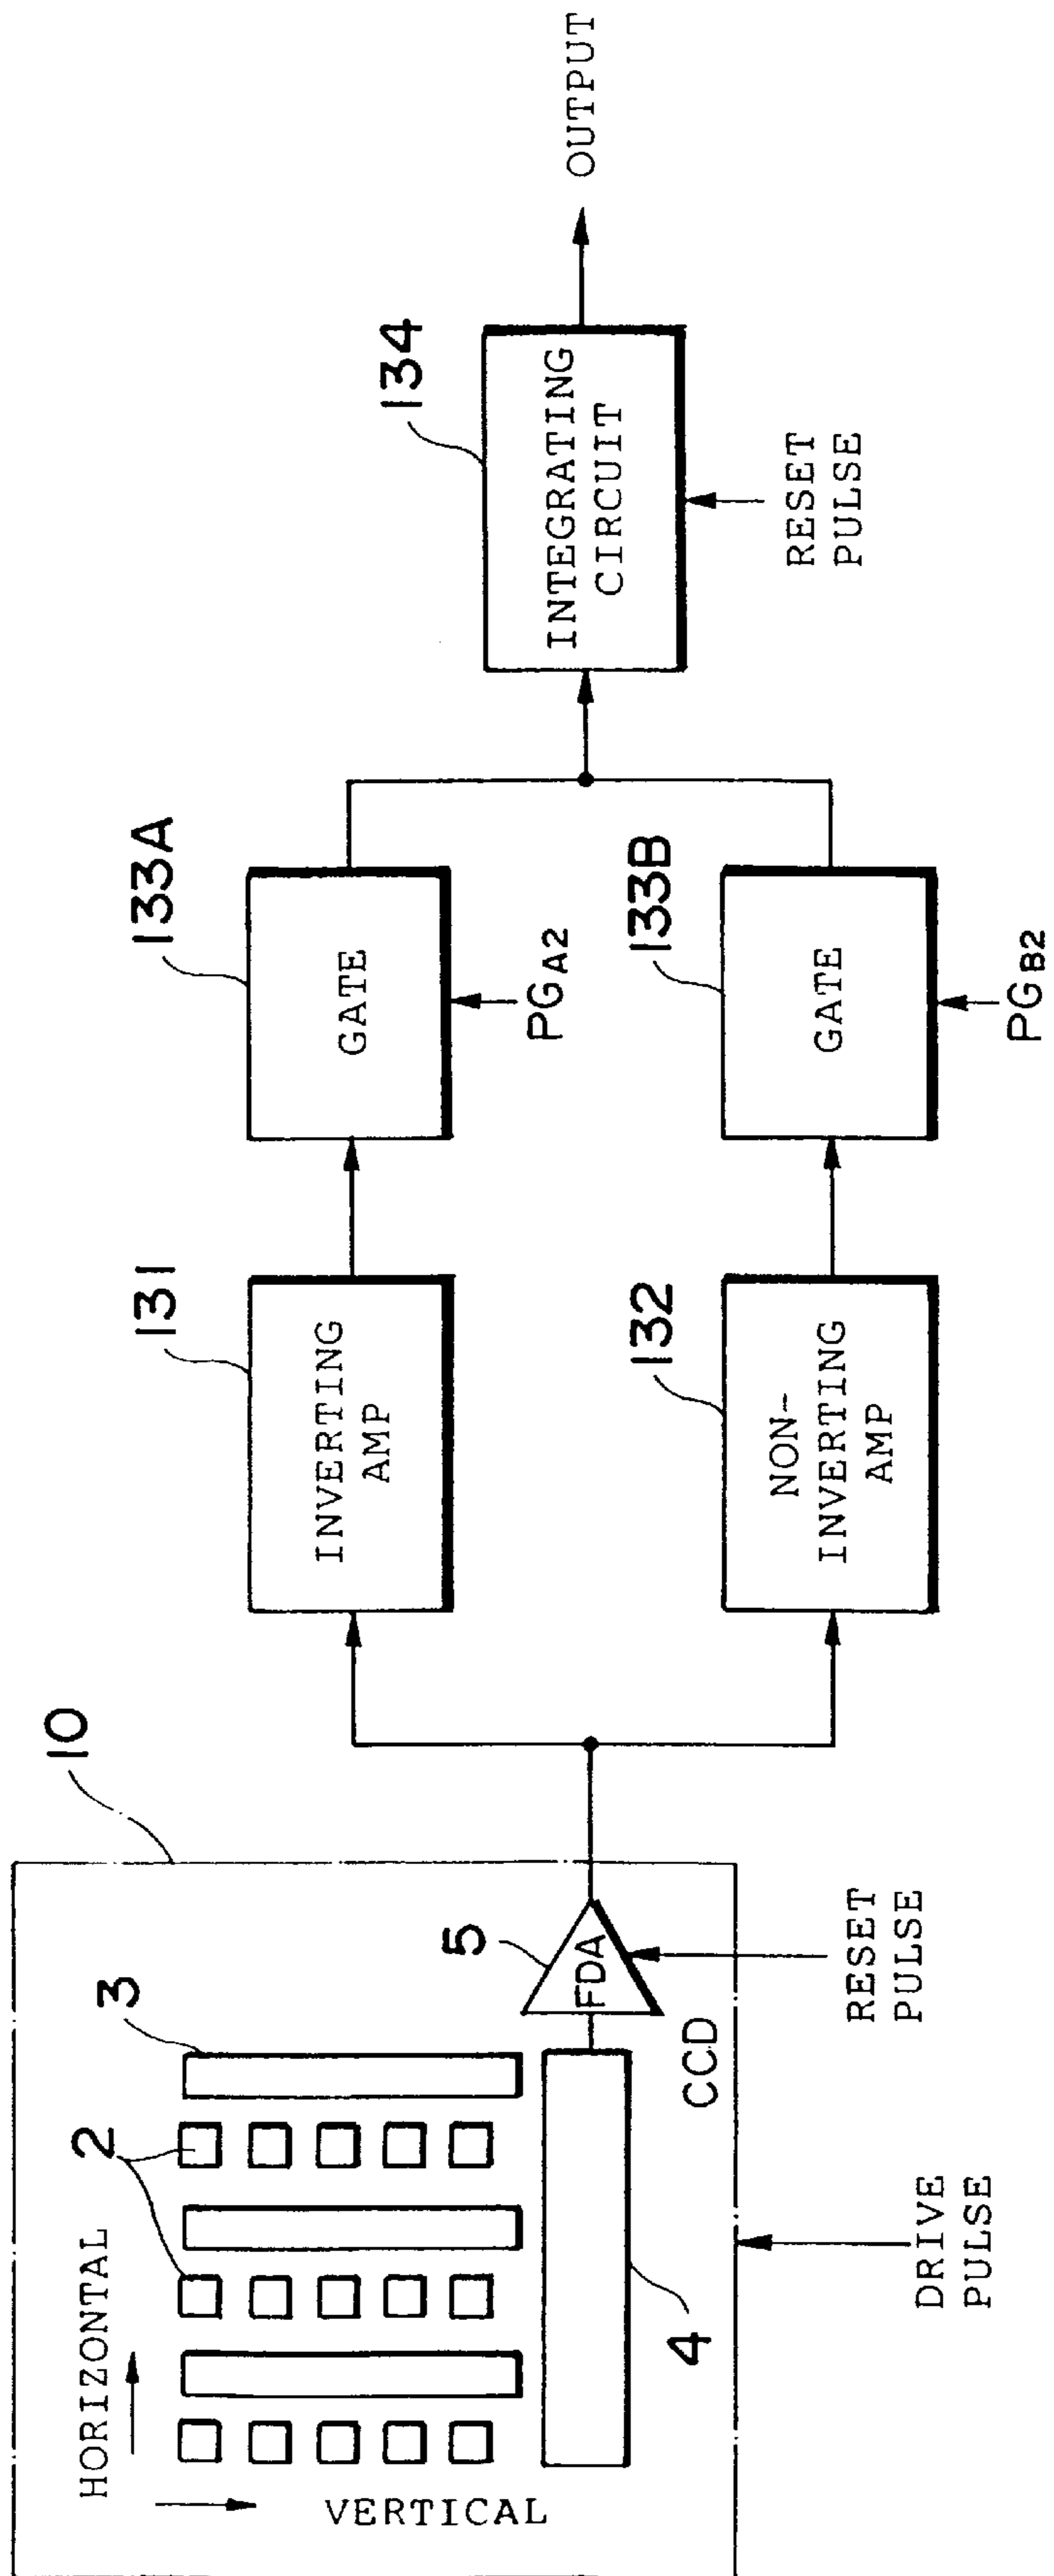 10
HORIZONTAL
VERTICAL
2
3
4
5
FDA
CCD
DRIVE
PULSE
RESET
PULSE
131
INVERTING
AMP
132
NON-
INVERTING
AMP
133A
GATE
PGA2
133B
GATE
PGB2
134
INTEGRATING
CIRCUIT
RESET
PULSE
OUTPUT